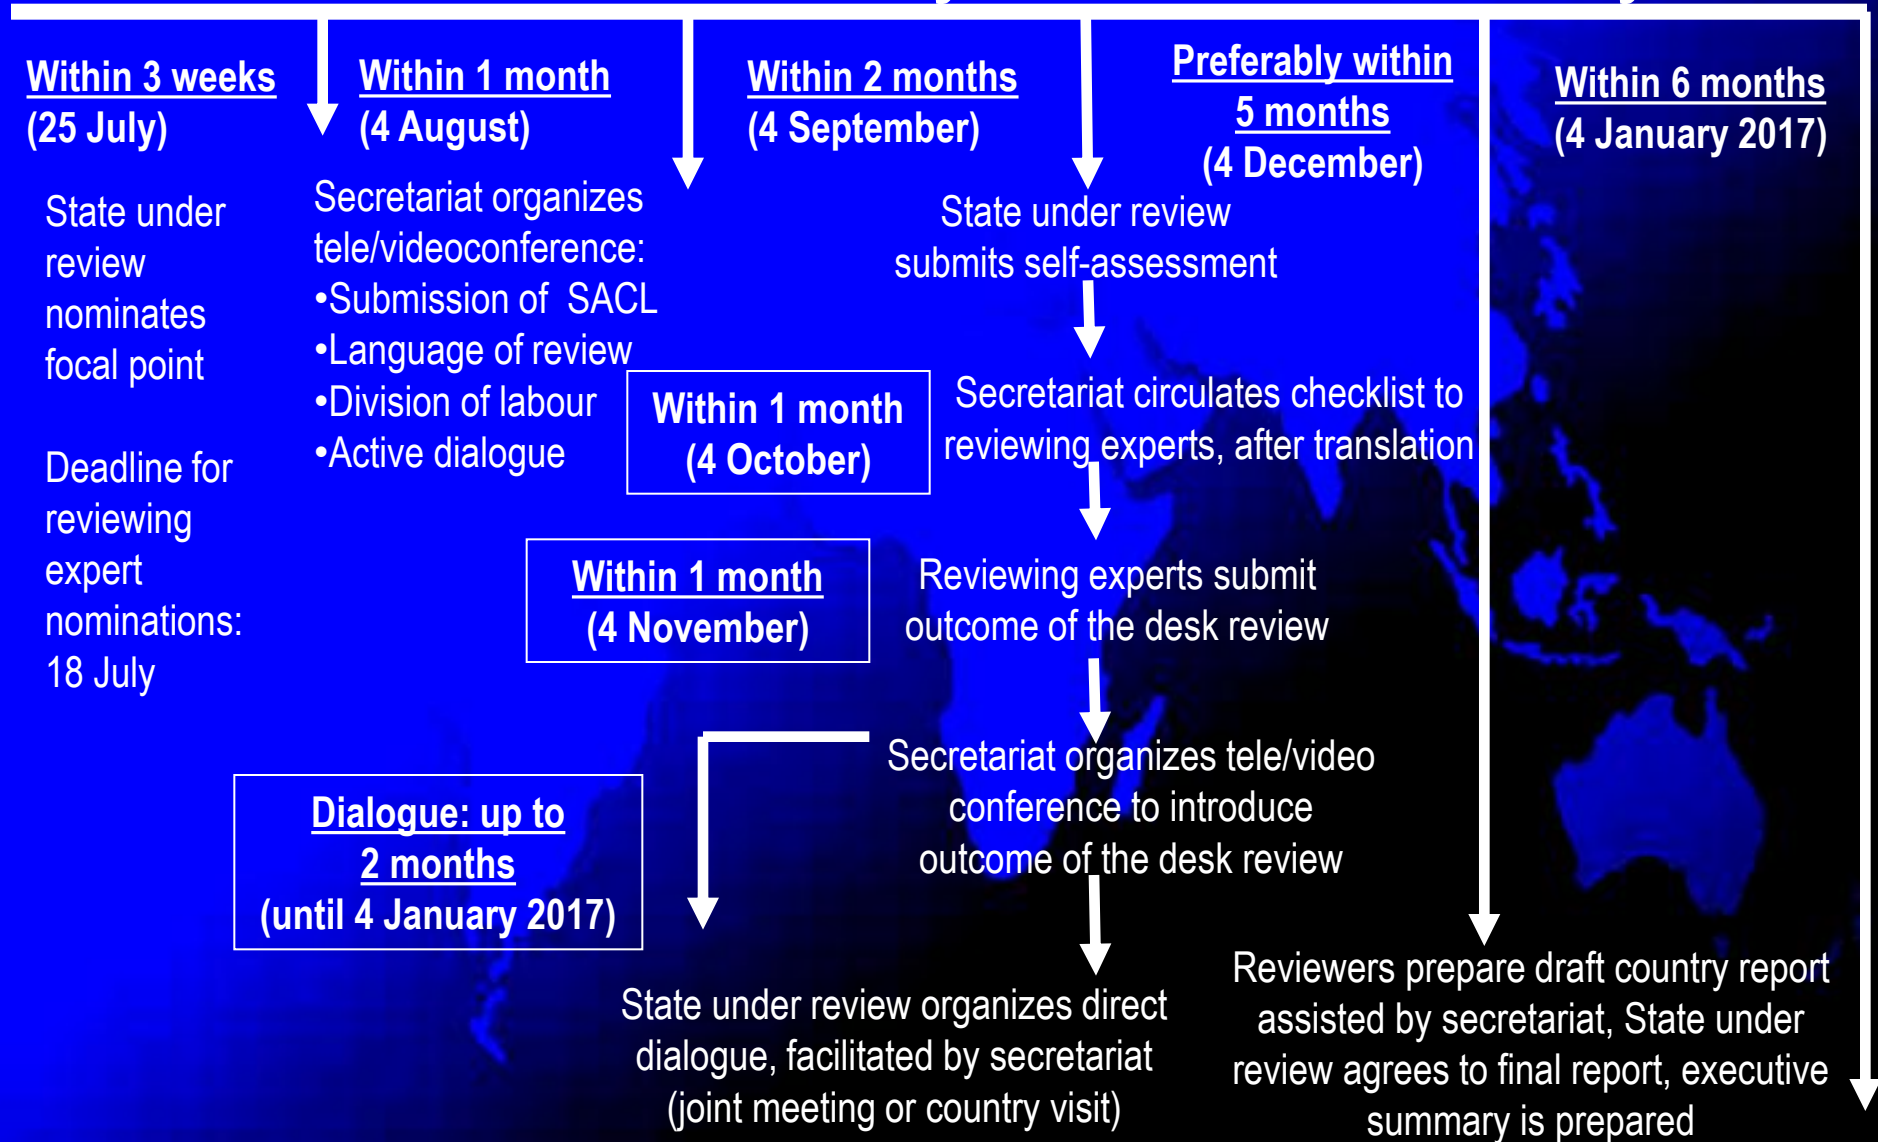 Within 3 weeks
(25 July)
State under
review
nominates
focal point
Deadline for
reviewing
expert
nominations:
18 July
Within 1 month
(4 August)
Secretariat organizes
tele/videoconference:
•Submission of SACL
•Language of review
•Division of labour
•Active dialogue
Within 2 months
(4 September)
State under review
submits self-assessment
Within 1 month
(4 October)
Secretariat circulates checklist to
reviewing experts, after translation
Within 1 month
(4 November)
Reviewing experts submit
outcome of the desk review
Secretariat organizes tele/video
conference to introduce
outcome of the desk review
Dialogue: up to
2 months
(until 4 January 2017)
State under review organizes direct
dialogue, facilitated by secretariat
(joint meeting or country visit)
Preferably within
5 months
(4 December)
Reviewers prepare draft country report
assisted by secretariat, State under
review agrees to final report, executive
summary is prepared
Within 6 months
(4 January 2017)